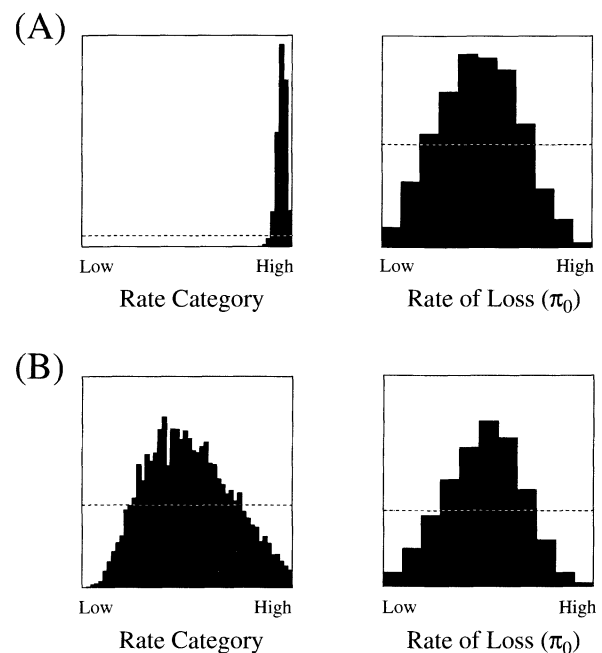 (A)
Low High Low High
Rate Category Rate of Loss (π₀)
(B)
Low High Low High
Rate Category Rate of Loss (π₀)